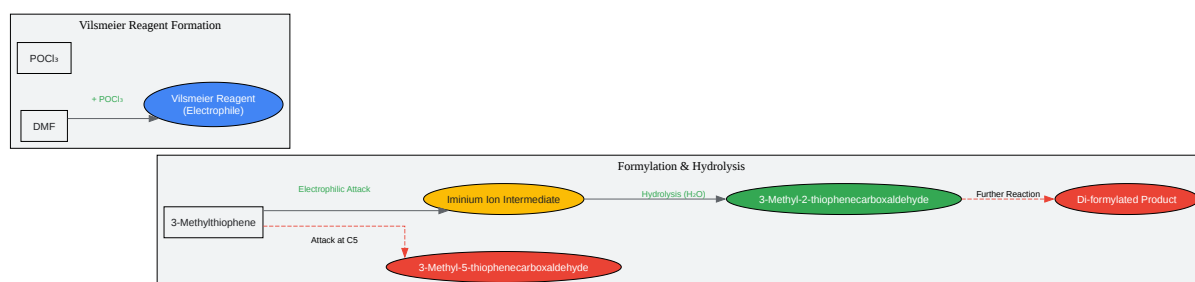 Vilsmeier Reagent Formation
POCl₃
+ POCl₃
Vilsmeier Reagent
(Electrophile)
DMF
Formylation & Hydrolysis
Electrophilic Attack
Iminium Ion Intermediate
Hydrolysis (H₂O)
3-Methyl-2-thiophenecarboxaldehyde
Further Reaction
Di-formylated Product
3-Methylthiophene
Attack at C5
3-Methyl-5-thiophenecarboxaldehyde